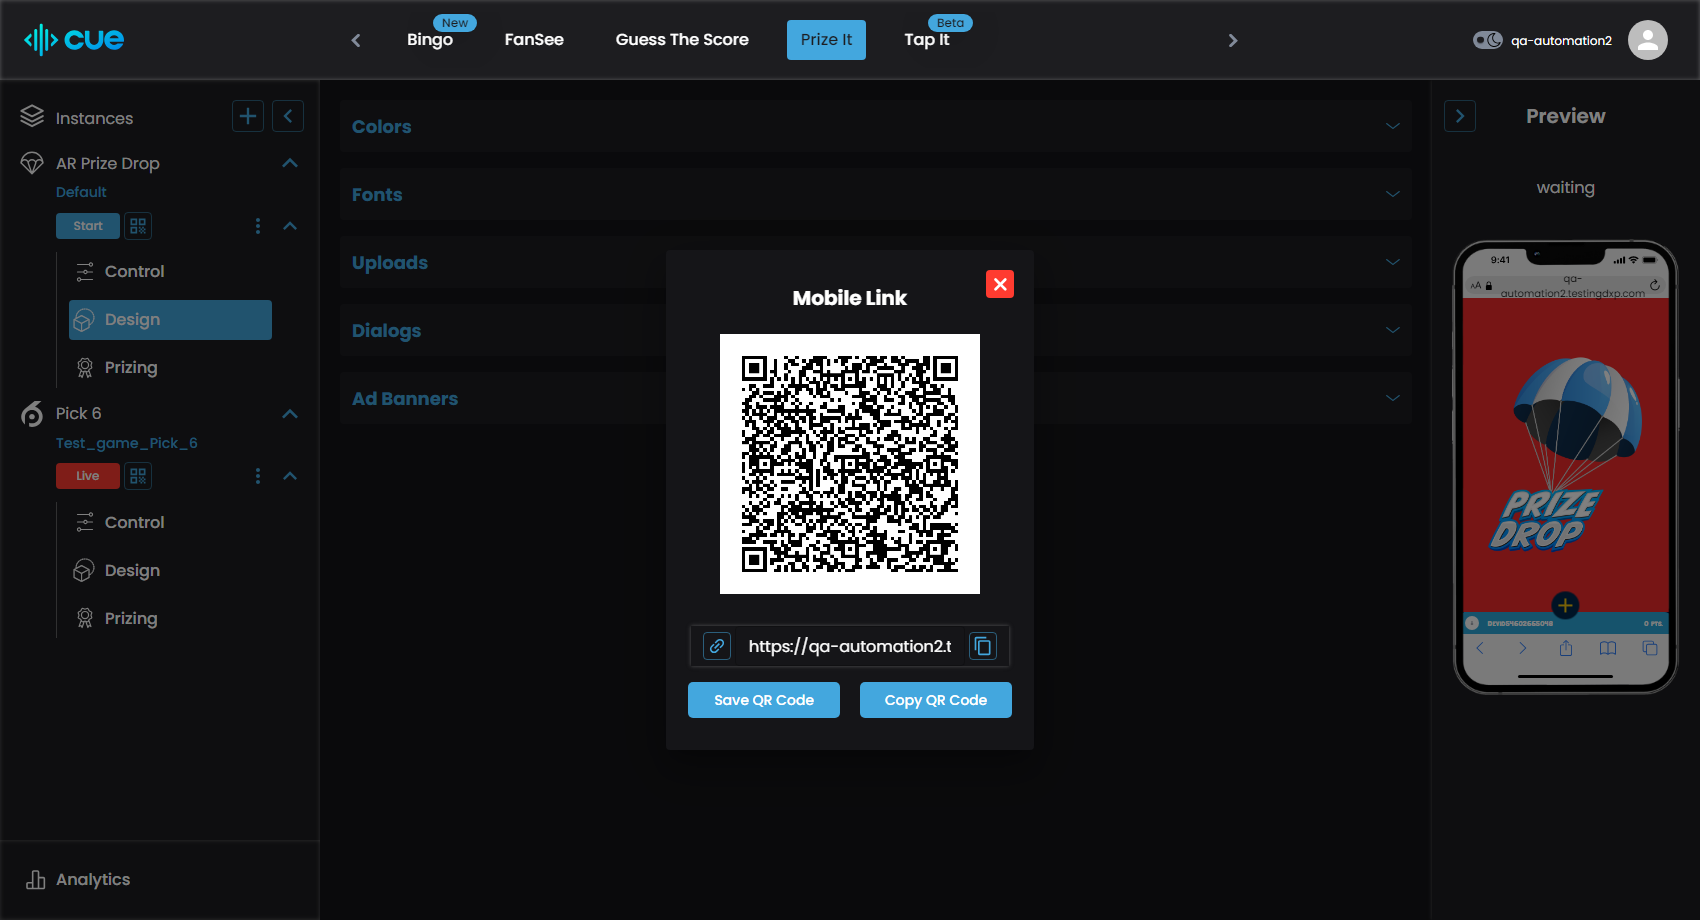 cue
Bingo
New
FanSee
Guess The Score
Prize It
Tap It
Beta
qa-automation2
Instances
AR Prize Drop
Default
Start
Control
Design
Prizing
Pick 6
Test_game_Pick_6
Live
Control
Design
Prizing
Analytics
Colors
Fonts
Uploads
Dialogs
Ad Banners
Mobile Link
https://qa-automation2.t
Save QR Code
Copy QR Code
Preview
waiting
9:41
AA
qa-
automation2.testingdxp.com
PRIZE
DROP
0 PTS.